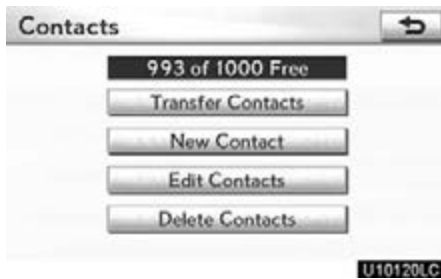 Contacts
993 of 1000 Free
Transfer Contacts
New Contact
Edit Contacts
Delete Contacts
U10120LC